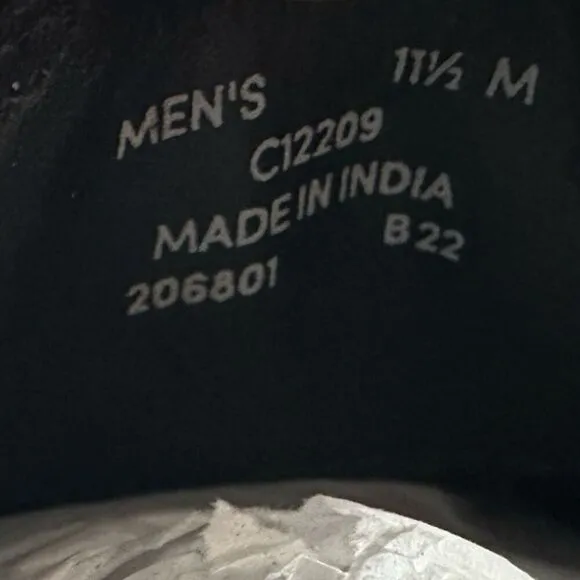 MEN'S 11½ M
C12209
MADE IN INDIA
206801 B22